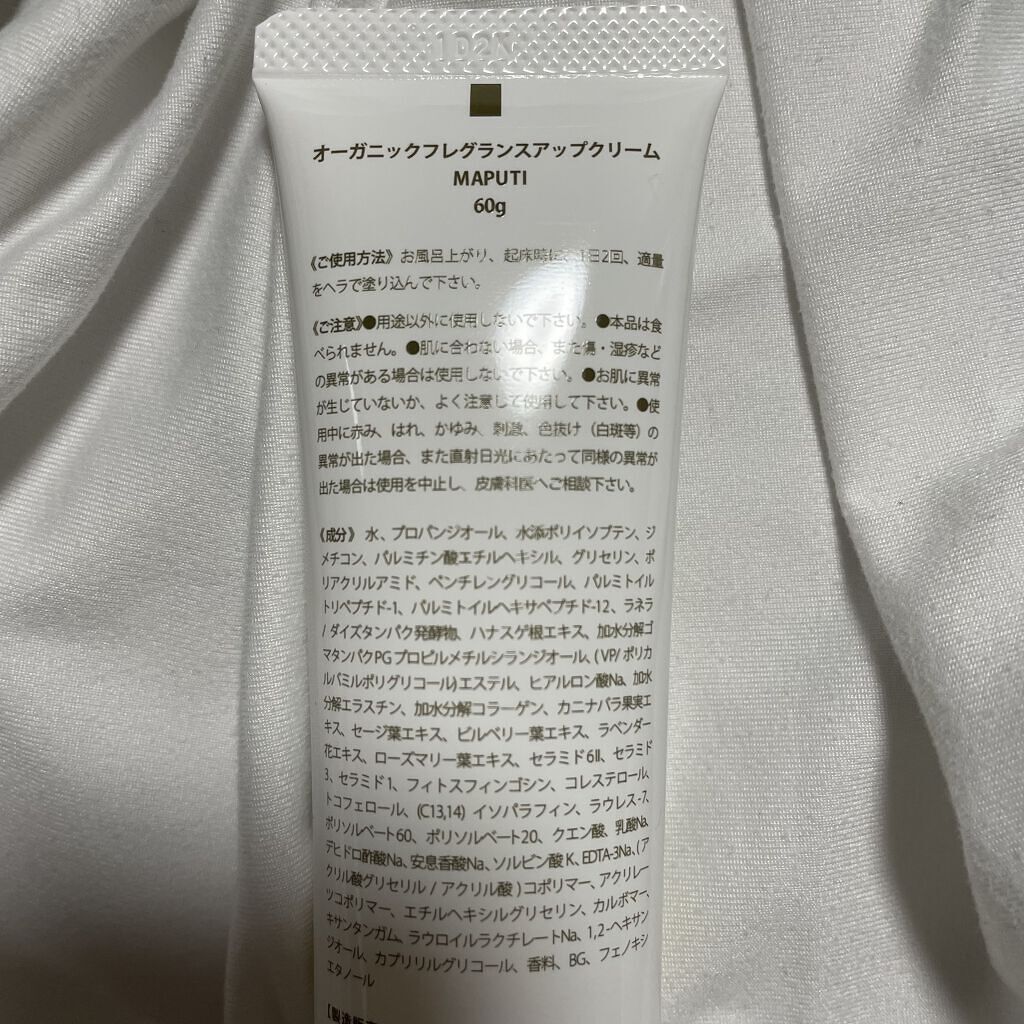 1D2K
オーガニックフレグランスアップクリーム
MAPUTI
60g
《ご使用方法》お風呂上がり、起床時に 1日2回、適量
をヘラで塗り込んで下さい。
《ご注意》●用途以外に使用しないで下さい。●本品は食
べられません。●肌に合わない場合、また傷・湿疹など
の異常がある場合は使用しないで下さい。●お肌に異常
が生じていないか、よく注意して使用して下さい。●使
用中に赤み、はれ、かゆみ、刺激、色抜け（白斑等）の
異常が出た場合、また直射日光にあたって同様の異常が
出た場合は使用を中止し、皮膚科医へご相談下さい。
《成分》水、プロパンジオール、水添ポリイソブテン、ジ
メチコン、パルミチン酸エチルヘキシル、グリセリン、ポ
リアクリルアミド、ペンチレングリコール、パルミトイル
トリペプチド-1、パルミトイルヘキサペプチド-12、ラネラ
/ダイズタンパク発酵物、ハナスゲ根エキス、加水分解ゴ
マタンパクPGプロピルメチルシランジオール、(VP/ポリカ
ルバミルポリグリコール)エステル、ヒアルロン酸Na、加水
分解エラスチン、加水分解コラーゲン、カニナバラ果実エ
キス、セージ葉エキス、ビルベリー葉エキス、ラベンダー
花エキス、ローズマリー葉エキス、セラミド6II、セラミド
3、セラミド1、フィトスフィンゴシン、コレステロール、
トコフェロール、(C13,14)イソパラフィン、ラウレス-7、
ポリソルベート60、ポリソルベート20、クエン酸、乳酸Na、
デヒドロ酢酸Na、安息香酸Na、ソルビン酸K、EDTA-3Na、(ア
クリル酸グリセリル/アクリル酸)コポリマー、アクリレー
ツコポリマー、エチルヘキシルグリセリン、カルボマー、
キサンタンガム、ラウロイルラクチレートNa、1,2-ヘキサン
ジオール、カプリリルグリコール、香料、BG、フェノキシ
エタノール